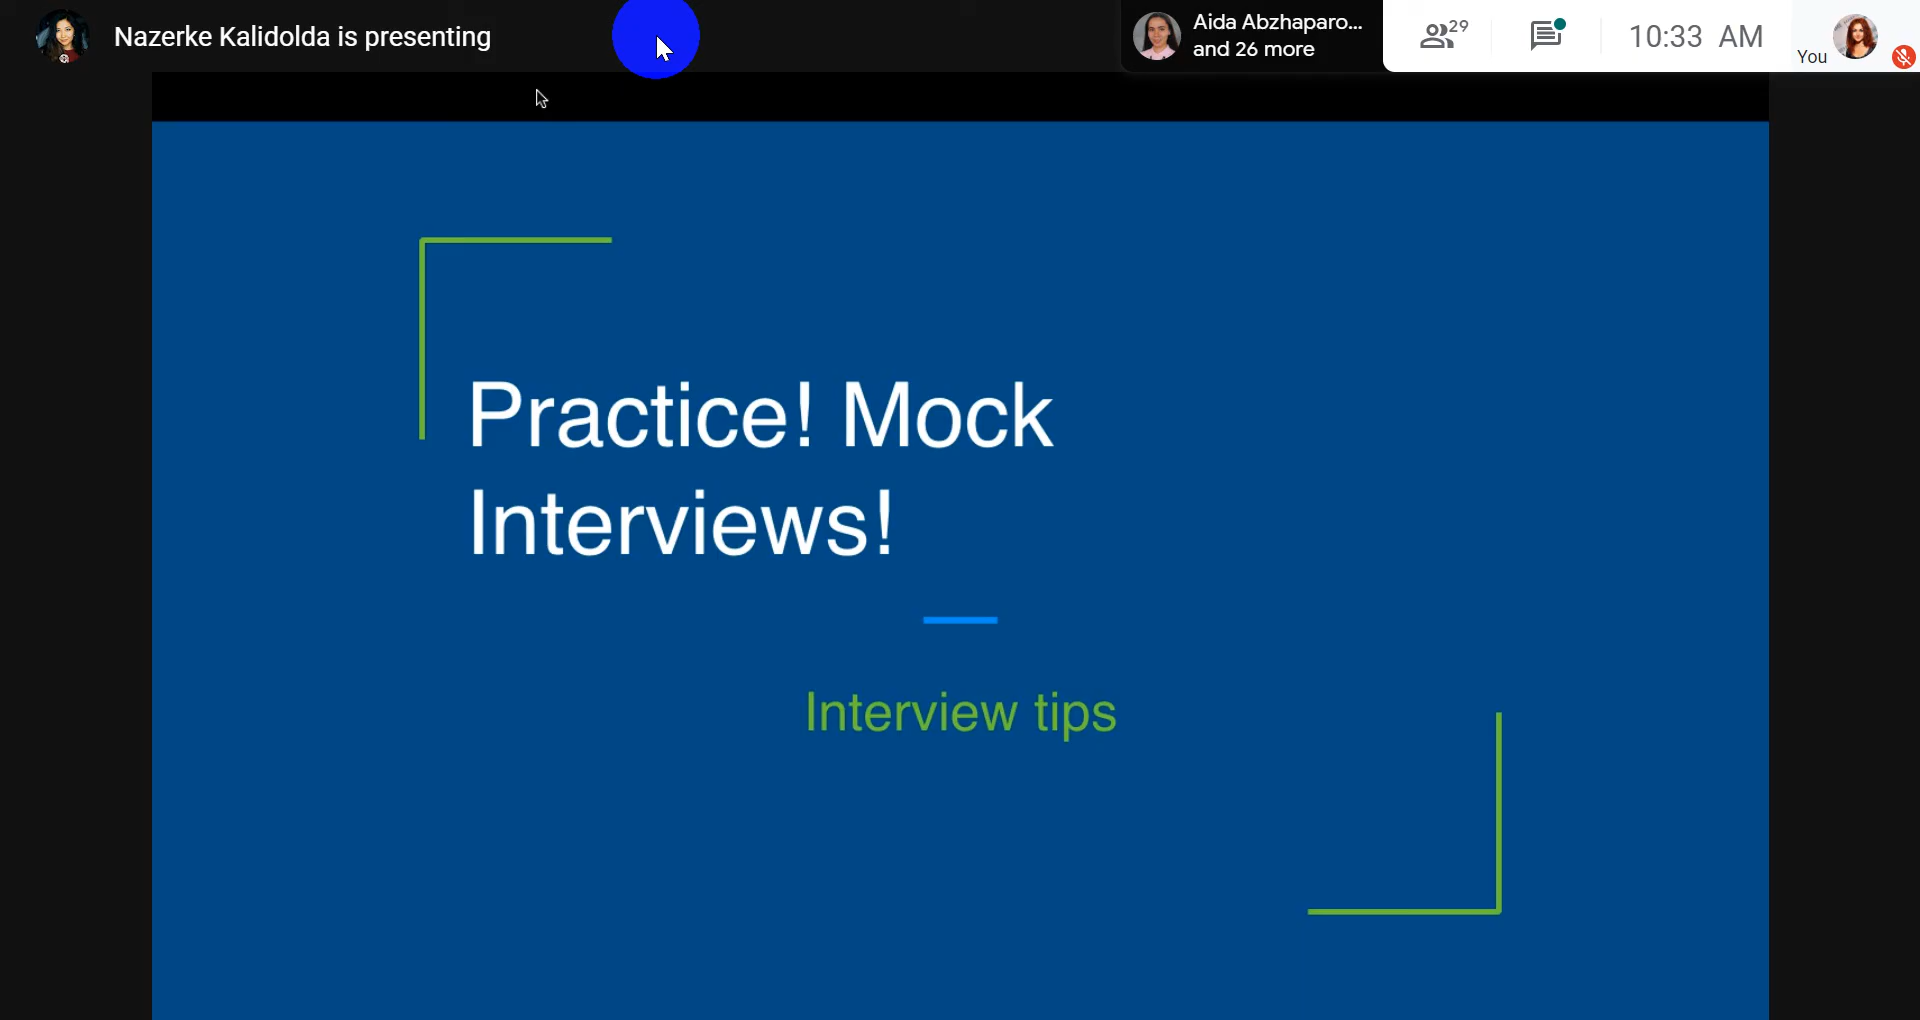 Nazerke Kalidolda is presenting
Aida Abzhaparo...
and 26 more
29
10:33 AM
You
Practice! Mock
Interviews!
Interview tips